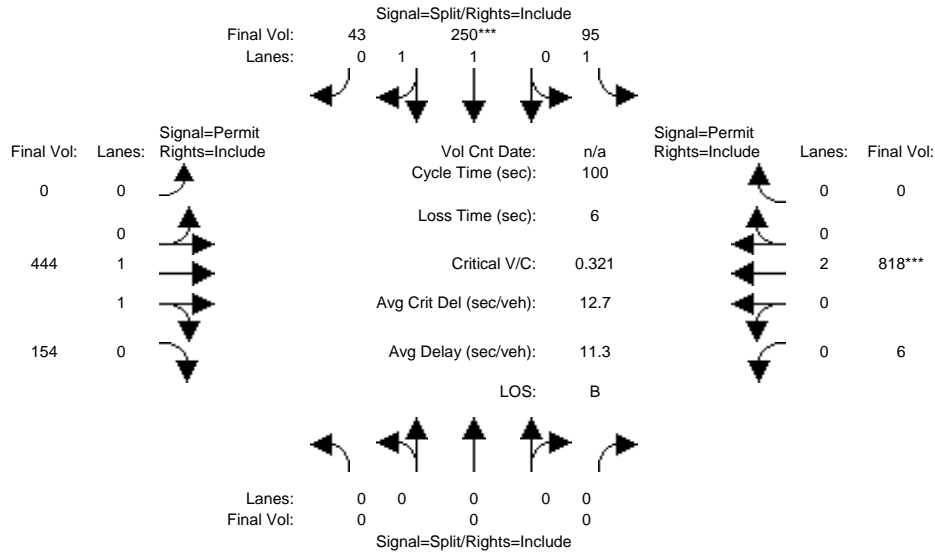 Signal=Split/Rights=Include
Final Vol: 43 250*** 95
Lanes: 0 1 1 0 1
Signal=Permit Signal=Permit
Final Vol: Lanes: Rights=Include Vol Cnt Date: n/a Rights=Include Lanes: Final Vol:
Cycle Time (sec): 100
0 0 0 0
Loss Time (sec): 6
0 0
444 1 Critical V/C: 0.321 2 818***
1 Avg Crit Del (sec/veh): 12.7 0
154 0 Avg Delay (sec/veh): 11.3 0 6
LOS: B
Lanes: 0 0 0 0 0
Final Vol: 0 0 0
Signal=Split/Rights=Include